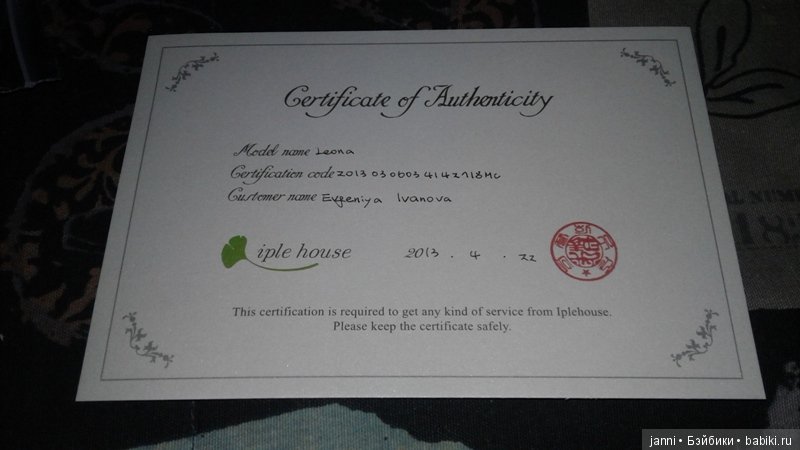 Certificate of Authenticity
Model name Leona
Certification code 2013 030603 4142718MC
Customer name Evgeniya Ivanova
iple house 2013 . 4 . 22
This certification is required to get any kind of service from Iplehouse.
Please keep the certificate safely.
janni • Бэйбики • babiki.ru